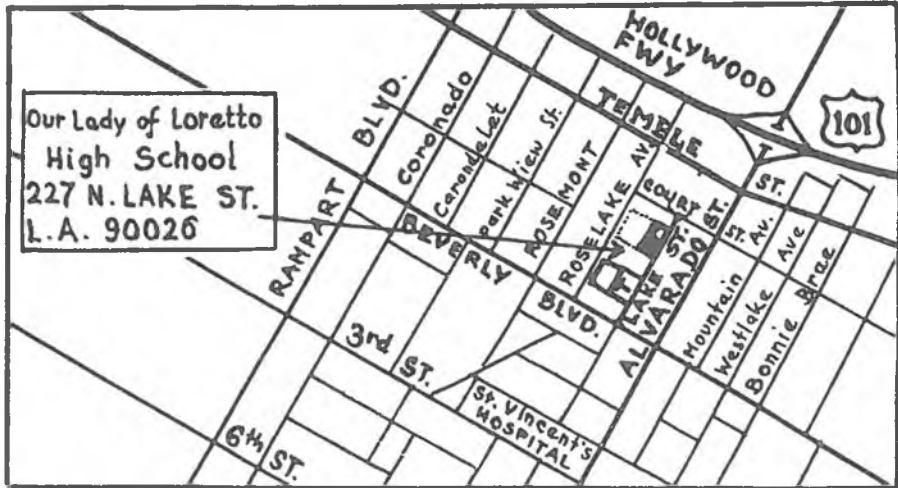 HOLLYWOOD
FWY
101
Our Lady of Loretto
High School
227 N. LAKE ST.
L.A. 90026
RAMPART BLVD.
Coronado
Carondelet
Park View St.
ROSEMONT
ROSELAKE AV.
TEMPLE ST.
COURT ST.
LAKE ST.
ALVARADO ST.
Mountain Av.
Westlake Ave
Bonnie Brae
BEVERLY BLVD.
3rd ST.
6th ST.
St. Vincent's
HOSPITAL